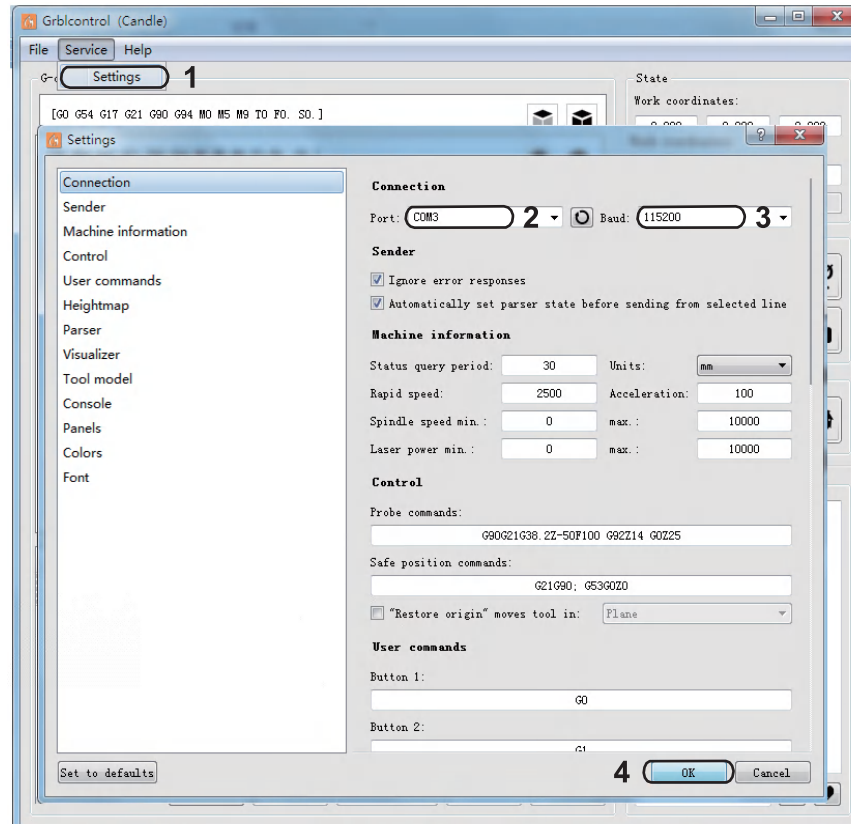 Grblcontrol (Candle)
File Service Help
Settings 1
State
Work coordinates:
[G0 G54 G17 G21 G90 G94 M0 M5 M9 T0 F0. S0.]
Settings
Connection
Sender
Machine information
Control
User commands
Heightmap
Parser
Visualizer
Tool model
Console
Panels
Colors
Font
Connection
Port: COM3 2 Baud: 115200 3
Sender
Ignore error responses
Automatically set parser state before sending from selected line
Machine information
Status query period: 30 Units: mm
Rapid speed: 2500 Acceleration: 100
Spindle speed min.: 0 max.: 10000
Laser power min.: 0 max.: 10000
Control
Probe commands:
G90G21G38.2Z-50F100 G92Z14 G0Z25
Safe position commands:
G21G90; G53G0Z0
"Restore origin" moves tool in: Plane
User commands
Button 1:
G0
Button 2:
G1
Set to defaults 4 OK Cancel